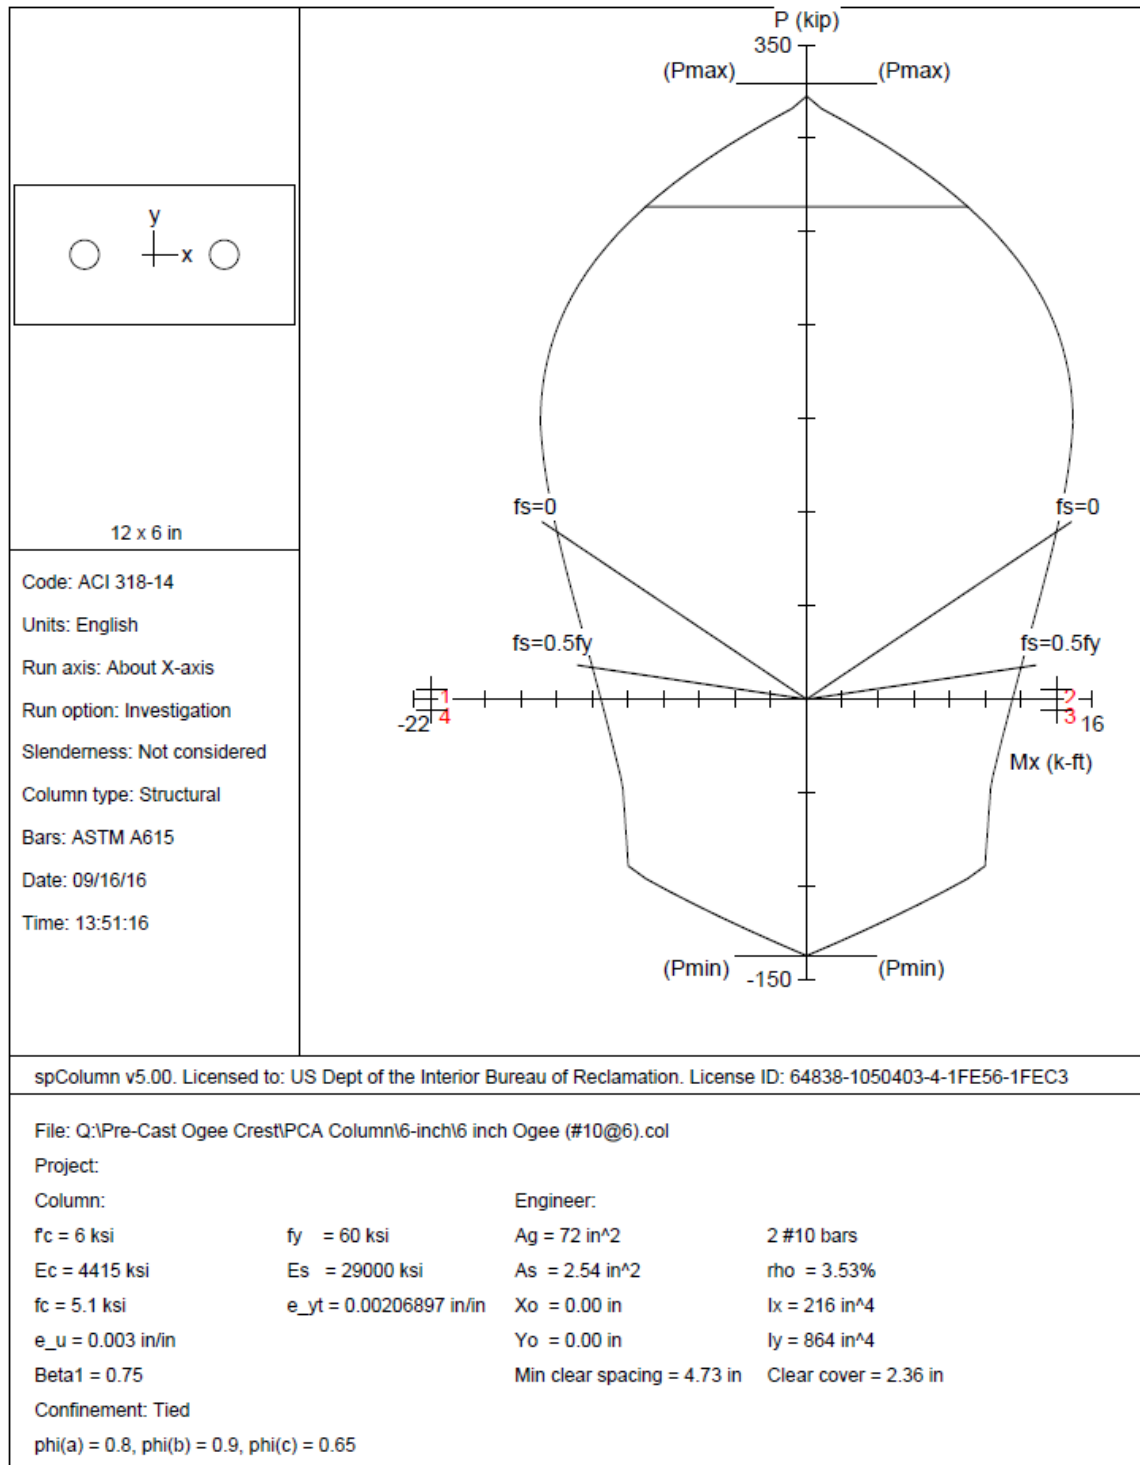 P (kip)
350
(Pmax) (Pmax)
y
x
fs=0 fs=0
12 x 6 in
Code: ACI 318-14
Units: English
fs=0.5fy fs=0.5fy
Run axis: About X-axis
1 2
Run option: Investigation
-22 4 3 16
Slenderness: Not considered
Mx (k-ft)
Column type: Structural
Bars: ASTM A615
Date: 09/16/16
Time: 13:51:16
(Pmin) (Pmin)
-150
spColumn v5.00. Licensed to: US Dept of the Interior Bureau of Reclamation. License ID: 64838-1050403-4-1FE56-1FEC3
File: Q:\Pre-Cast Ogee Crest\PCA Column\6-inch\6 inch Ogee (#10@6).col
Project:
Column: Engineer:
f'c = 6 ksi fy = 60 ksi Ag = 72 in^2 2 #10 bars
Ec = 4415 ksi Es = 29000 ksi As = 2.54 in^2 rho = 3.53%
fc = 5.1 ksi e_yt = 0.00206897 in/in Xo = 0.00 in Ix = 216 in^4
e_u = 0.003 in/in Yo = 0.00 in Iy = 864 in^4
Beta1 = 0.75 Min clear spacing = 4.73 in Clear cover = 2.36 in
Confinement: Tied
phi(a) = 0.8, phi(b) = 0.9, phi(c) = 0.65